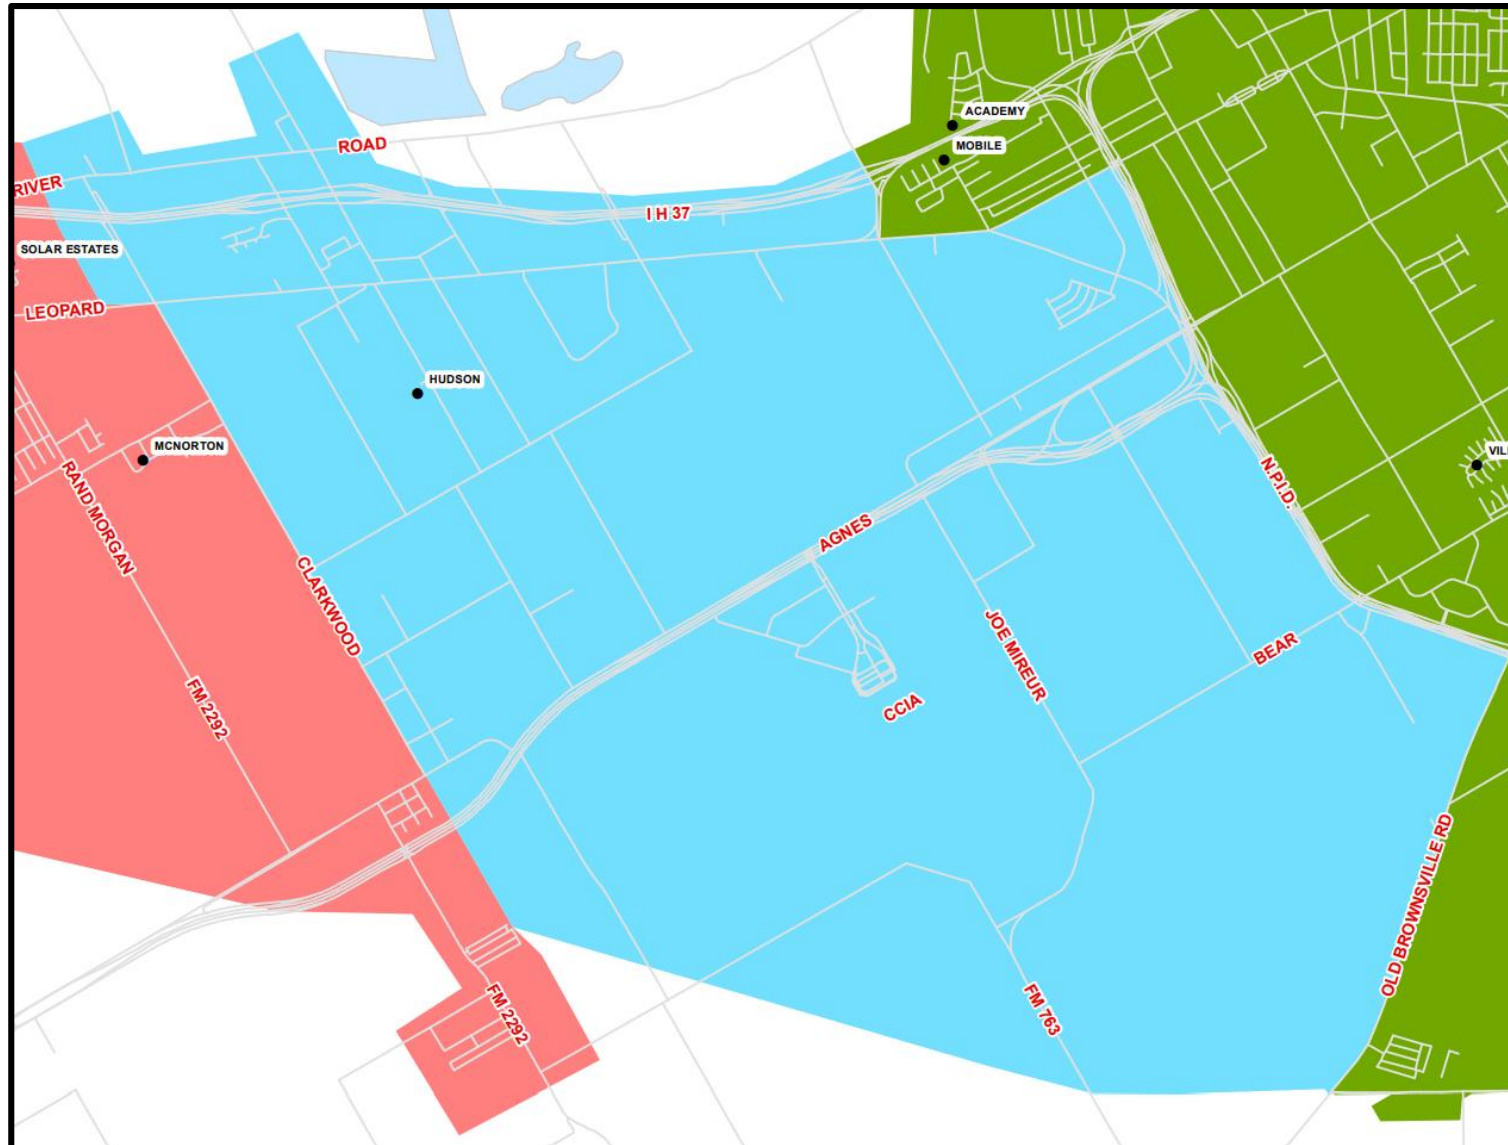 ACADEMY
MOBILE
ROAD
RIVER
I H 37
SOLAR ESTATES
LEOPARD
HUDSON
MCNORTON
VIL
RAND MORGAN
N.P.I.D.
AGNES
CLARKWOOD
JOE MIREUR
BEAR
FM 2292
CCIA
OLD BROWNSVILLE RD
FM 2292
FM 763